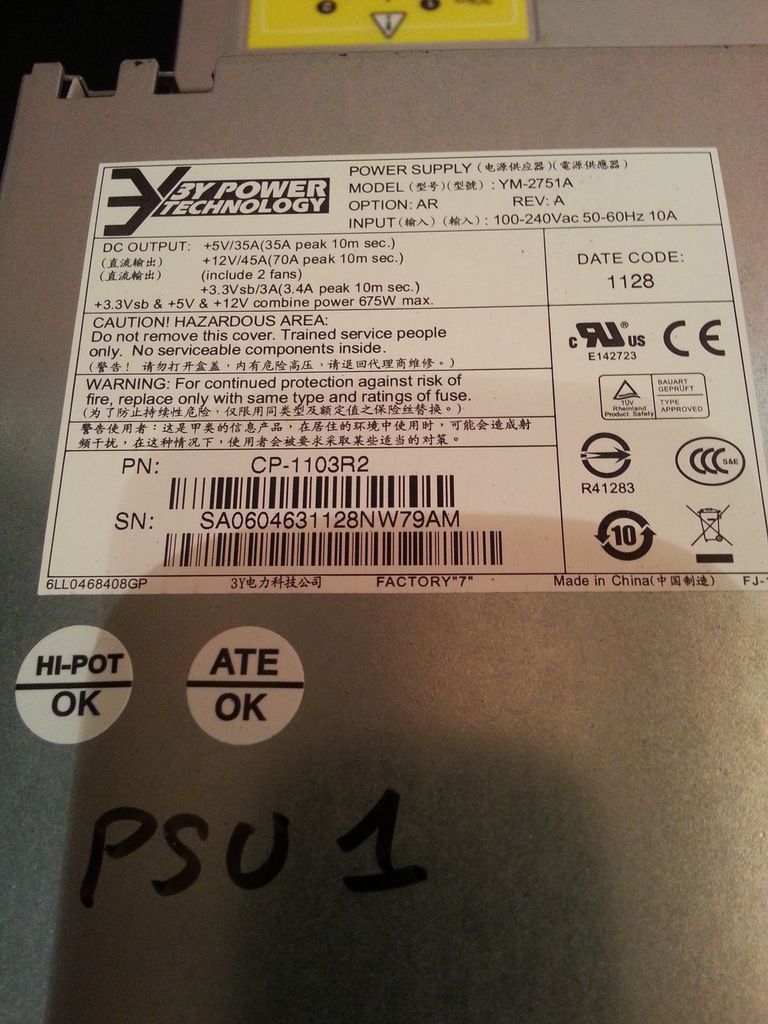 3Y POWER
TECHNOLOGY
POWER SUPPLY (电源供应器)(電源供應器)
MODEL (型号)(型號) : YM-2751A
OPTION: AR REV: A
INPUT (输入) (輸入) : 100-240Vac 50-60Hz 10A
DC OUTPUT: +5V/35A(35A peak 10m sec.)
(直流输出) +12V/45A(70A peak 10m sec.)
(直流輸出) (include 2 fans)
+3.3Vsb/3A(3.4A peak 10m sec.)
+3.3Vsb & +5V & +12V combine power 675W max.
DATE CODE:
1128
CAUTION! HAZARDOUS AREA:
Do not remove this cover. Trained service people
only. No serviceable components inside.
(警告! 请勿打开盒盖, 内有危险高压, 请退回代理商维修。)
WARNING: For continued protection against risk of
fire, replace only with same type and ratings of fuse.
(为了防止持续性危险, 仅限用同类型及额定值之保险丝替换。)
警告使用者: 这是甲类的信息产品, 在居住的环境中使用时, 可能会造成射
频干扰, 在这种情况下, 使用者会被要求采取某些适当的对策。
c RU ® US CE
E142723
TÜV
Rheinland
Product Safety
BAUART
GEPRÜFT
TYPE
APPROVED
R41283
CCC S&E
10
PN: CP-1103R2
SN: SA0604631128NW79AM
6LL0468408GP 3Y电力科技公司 FACTORY"7" Made in China(中国制造) FJ-
HI-POT
OK
ATE
OK
PSU 1